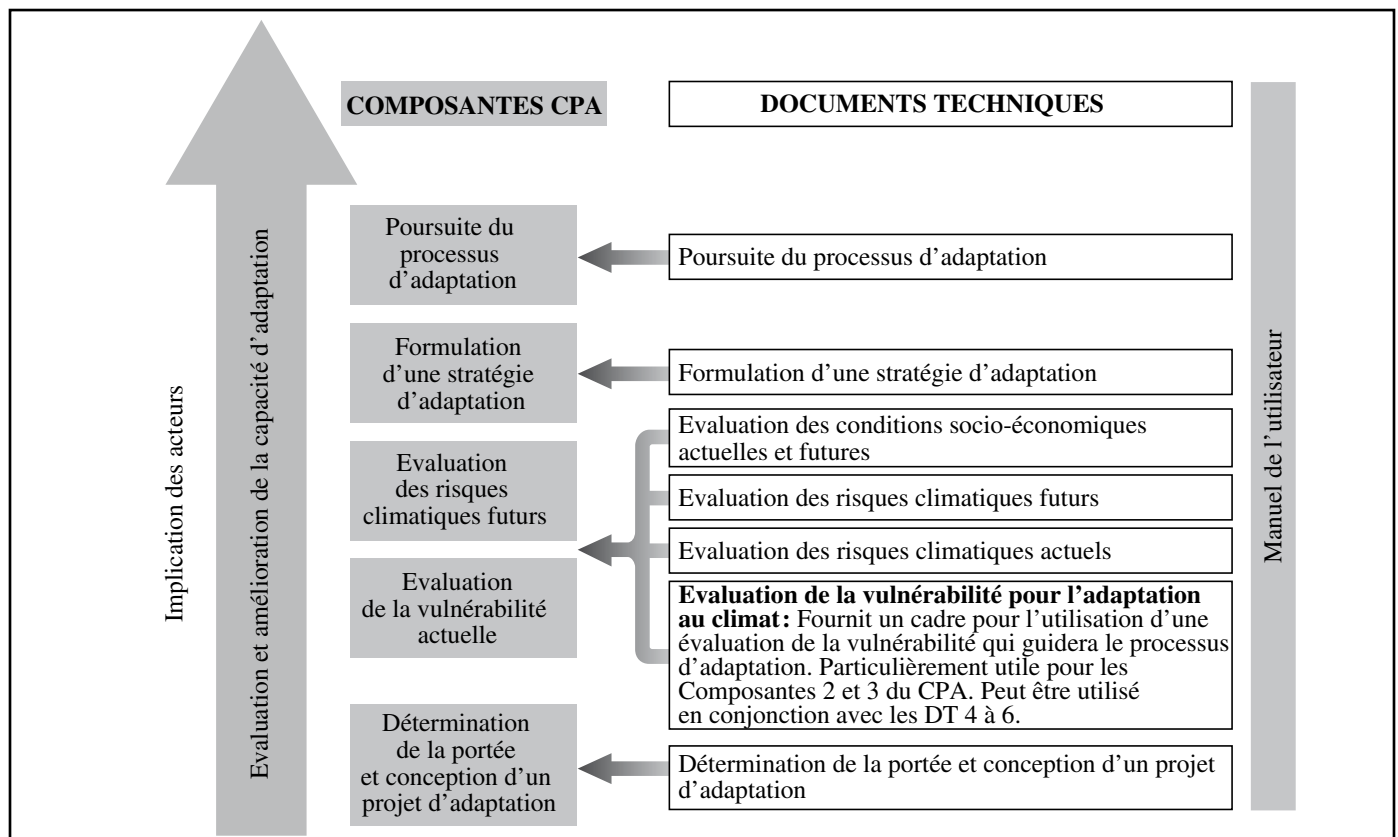 COMPOSANTES CPA
DOCUMENTS TECHNIQUES
Implication des acteurs
Evaluation et amélioration de la capacité d’adaptation
Poursuite du
processus
d’adaptation
Poursuite du processus d’adaptation
Formulation
d’une stratégie
d’adaptation
Formulation d’une stratégie d’adaptation
Evaluation
des risques
climatiques futurs
Evaluation des conditions socio-économiques
actuelles et futures
Evaluation des risques climatiques futurs
Evaluation des risques climatiques actuels
Evaluation
de la vulnérabilité
actuelle
Evaluation de la vulnérabilité pour l’adaptation
au climat : Fournit un cadre pour l’utilisation d’une
évaluation de la vulnérabilité qui guidera le processus
d’adaptation. Particulièrement utile pour les
Composantes 2 et 3 du CPA. Peut être utilisé
en conjonction avec les DT 4 à 6.
Détermination
de la portée
et conception d’un
projet d’adaptation
Détermination de la portée et conception d’un projet
d’adaptation
Manuel de l’utilisateur